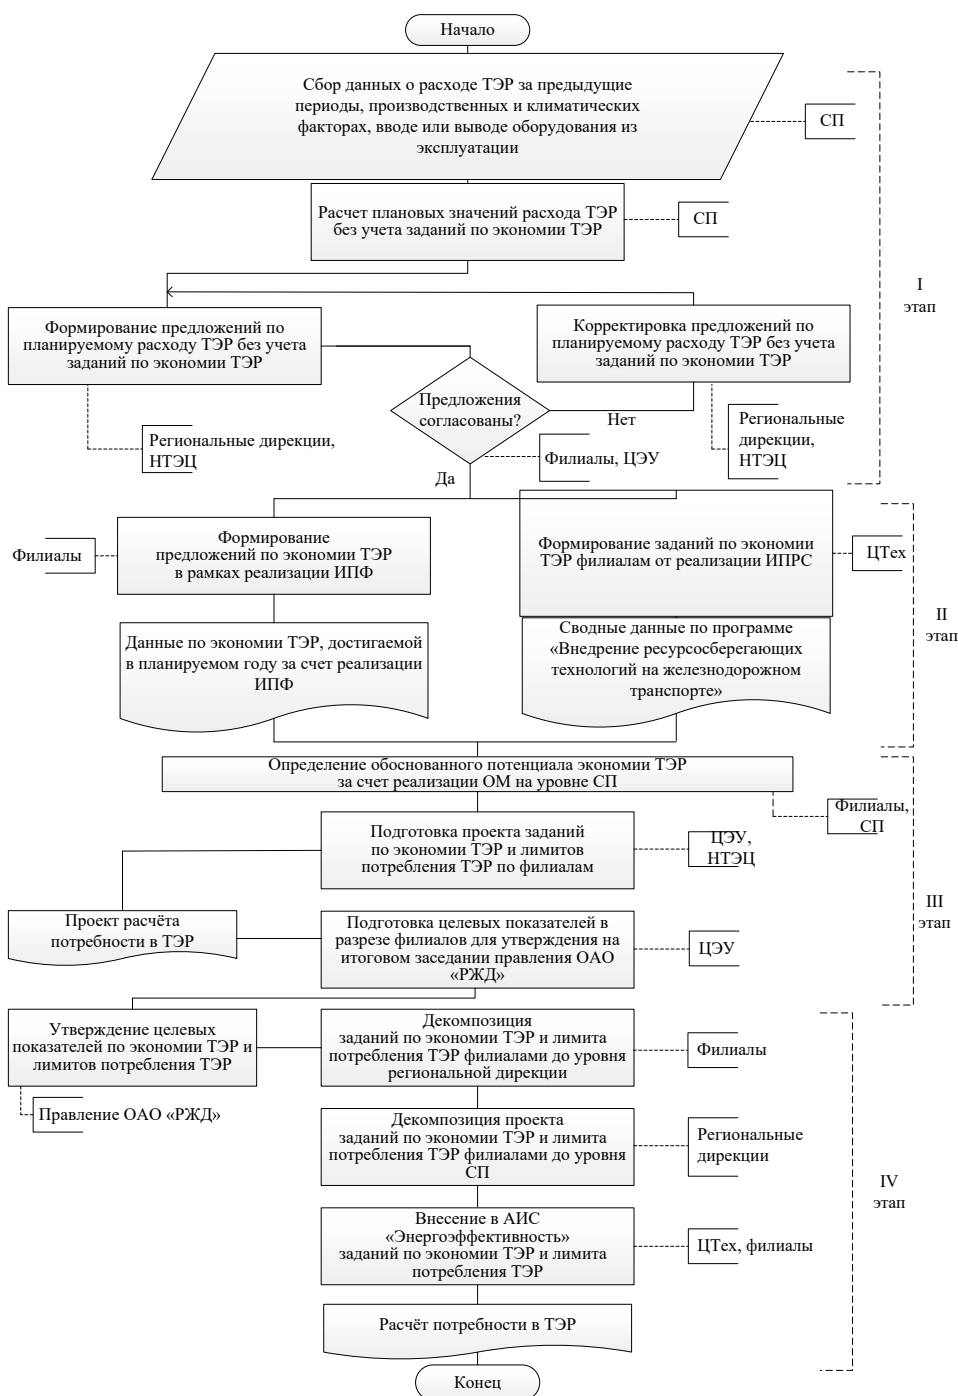 Начало
Сбор данных о расходе ТЭР за предыдущие
периоды, производственных и климатических
факторах, вводе или выводе оборудования из
эксплуатации
СП
Расчет плановых значений расхода ТЭР
без учета заданий по экономии ТЭР
СП
I
этап
Формирование предложений по
планируемому расходу ТЭР без учета
заданий по экономии ТЭР
Корректировка предложений по
планируемому расходу ТЭР без учета
заданий по экономии ТЭР
Предложения
согласованы?
Нет
Региональные дирекции,
НТЭЦ
Региональные
дирекции,
НТЭЦ
Филиалы, ЦЭУ
Да
Филиалы
Формирование
предложений по экономии ТЭР
в рамках реализации ИПФ
Формирование заданий по экономии
ТЭР филиалам от реализации ИПРС
ЦТех
II
этап
Данные по экономии ТЭР, достигаемой
в планируемом году за счет реализации
ИПФ
Сводные данные по программе
«Внедрение ресурсосберегающих
технологий на железнодорожном
транспорте»
Определение обоснованного потенциала экономии ТЭР
за счет реализации ОМ на уровне СП
Филиалы,
СП
Подготовка проекта заданий
по экономии ТЭР и лимитов
потребления ТЭР по филиалам
ЦЭУ,
НТЭЦ
III
этап
Проект расчёта
потребности в ТЭР
Подготовка целевых показателей в
разрезе филиалов для утверждения на
итоговом заседании правления ОАО
«РЖД»
ЦЭУ
Утверждение целевых
показателей по экономии ТЭР и
лимитов потребления ТЭР
Правление ОАО «РЖД»
Декомпозиция
заданий по экономии ТЭР и лимита
потребления ТЭР филиалами до уровня
региональной дирекции
Филиалы
Декомпозиция проекта
заданий по экономии ТЭР и лимита
потребления ТЭР филиалами до уровня
СП
Региональные
дирекции
IV
этап
Внесение в АИС
«Энергоэффективность»
заданий по экономии ТЭР и лимита
потребления ТЭР
ЦТех, филиалы
Расчёт потребности в ТЭР
Конец